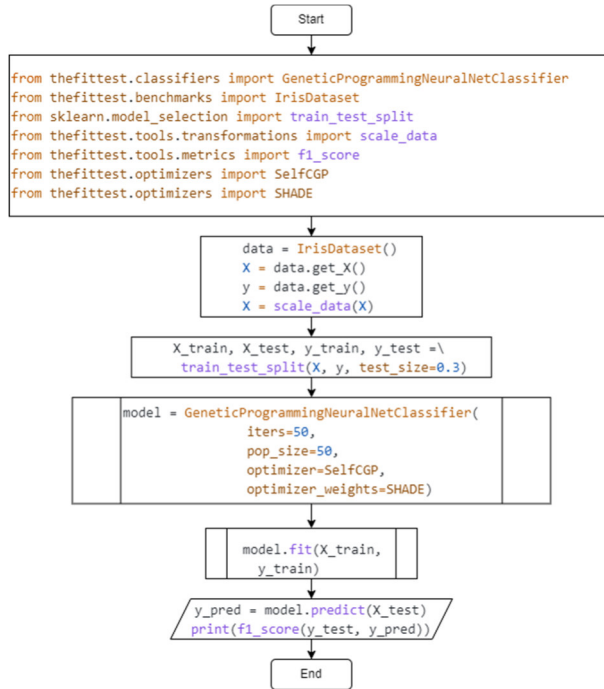 Start
from thefittest.classifiers import GeneticProgrammingNeuralNetClassifier
from thefittest.benchmarks import IrisDataset
from sklearn.model_selection import train_test_split
from thefittest.tools.transformations import scale_data
from thefittest.tools.metrics import f1_score
from thefittest.optimizers import SelfCGP
from thefittest.optimizers import SHADE
data = IrisDataset()
X = data.get_X()
y = data.get_y()
X = scale_data(X)
X_train, X_test, y_train, y_test =\
train_test_split(X, y, test_size=0.3)
model = GeneticProgrammingNeuralNetClassifier(
iters=50,
pop_size=50,
optimizer=SelfCGP,
optimizer_weights=SHADE)
model.fit(X_train,
y_train)
y_pred = model.predict(X_test)
print(f1_score(y_test, y_pred))
End